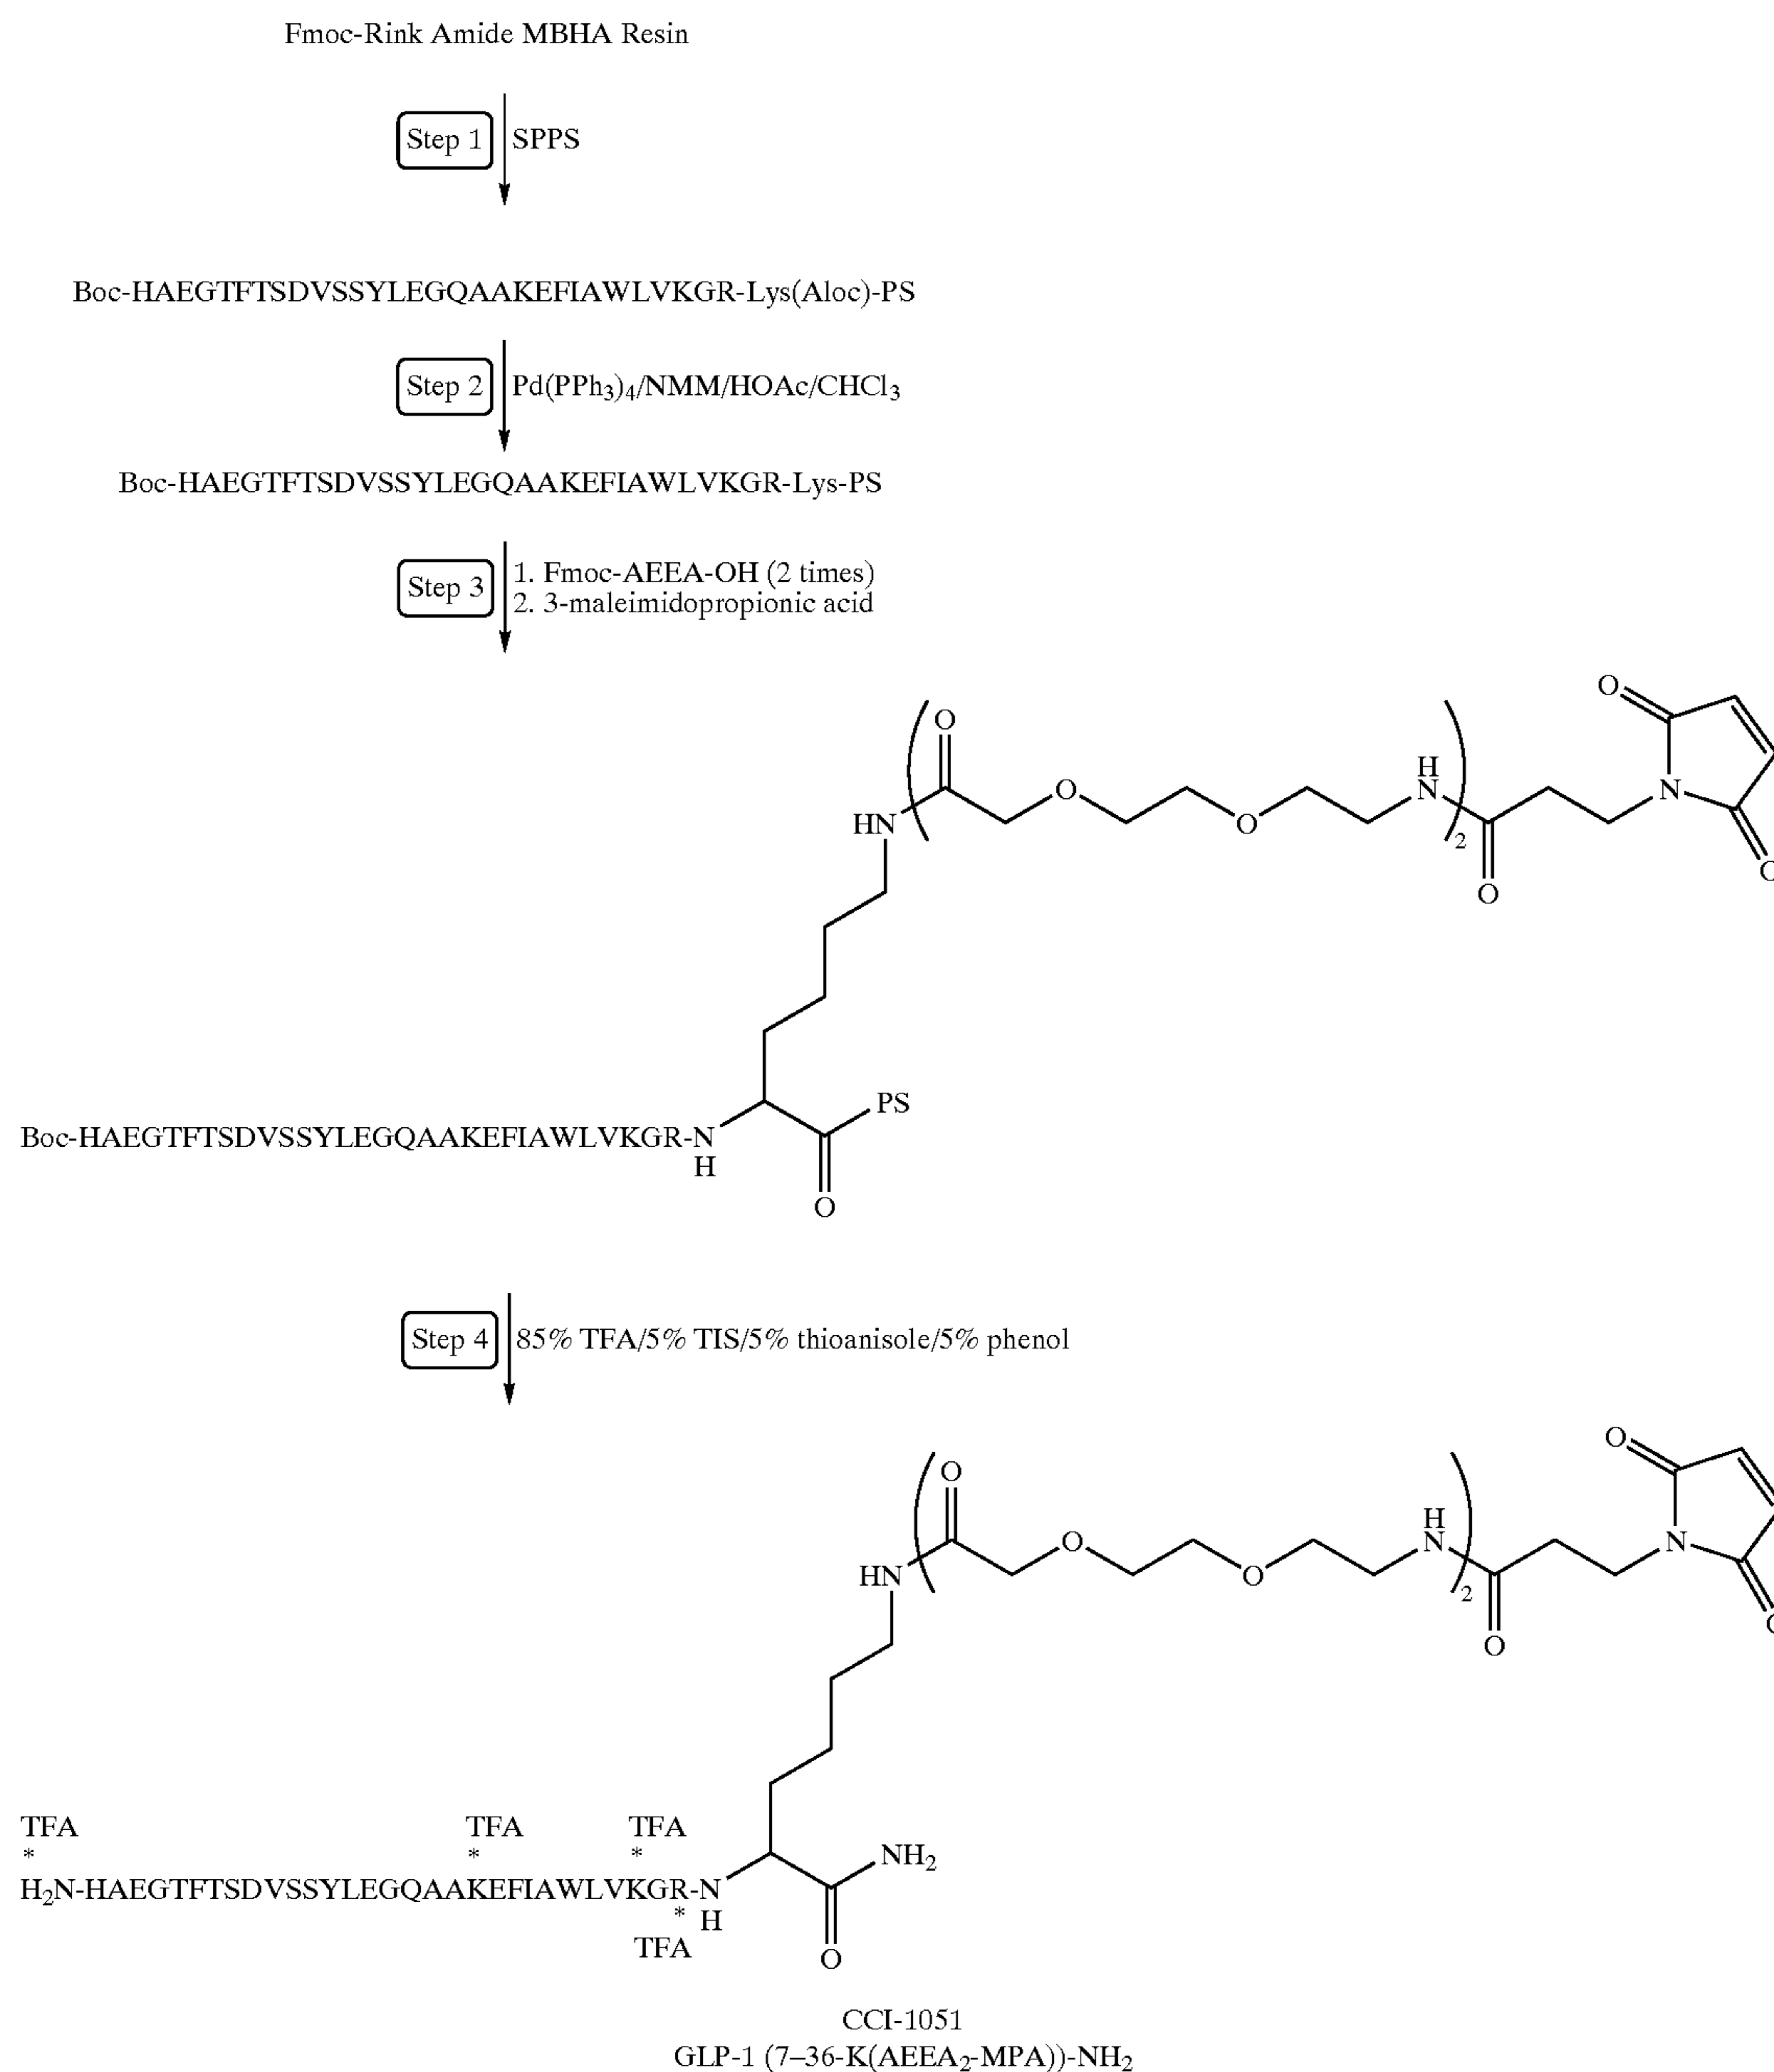 Fmoc-Rink Amide MBHA Resin
Step 1 SPPS
Boc-HAEGTFTSDVSSYLEGQAAKEFIAWLVKGR-Lys(Aloc)-PS
Step 2 Pd(PPh3)4/NMM/HOAc/CHCl3
Boc-HAEGTFTSDVSSYLEGQAAKEFIAWLVKGR-Lys-PS
Step 3 1. Fmoc-AEEA-OH (2 times)
2. 3-maleimidopropionic acid
O
O
O
H
N
N
HN
O
O
2
O
O
PS
Boc-HAEGTFTSDVSSYLEGQAAKEFIAWLVKGR-N
H
O
Step 4 85% TFA/5% TIS/5% thioanisole/5% phenol
O
O
O
H
N
N
HN
O
O
2
O
O
TFA TFA TFA
* * *
NH2
H2N-HAEGTFTSDVSSYLEGQAAKEFIAWLVKGR-N
* H
TFA
O
CCI-1051
GLP-1 (7–36-K(AEEA2-MPA))-NH2